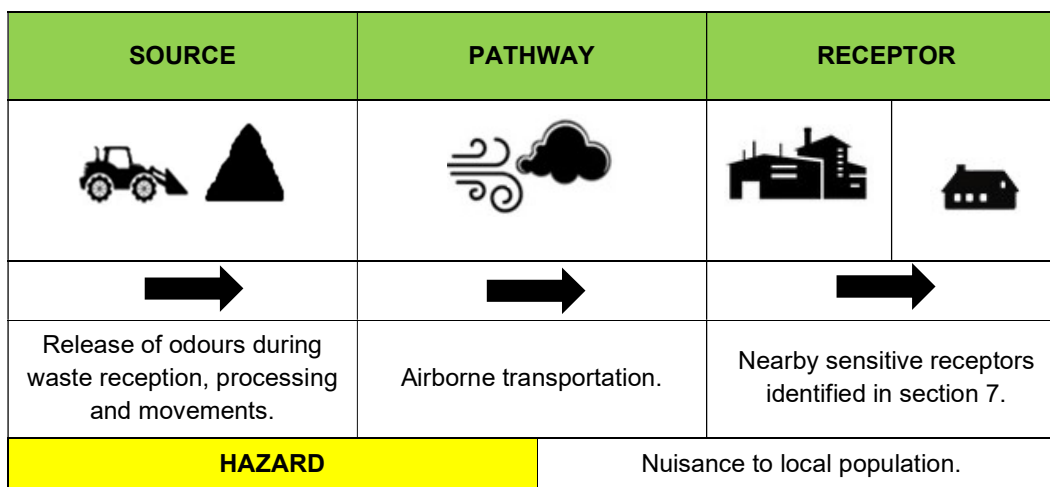 SOURCE
PATHWAY
RECEPTOR
Release of odours during
waste reception, processing
and movements.
Airborne transportation.
Nearby sensitive receptors
identified in section 7.
HAZARD
Nuisance to local population.